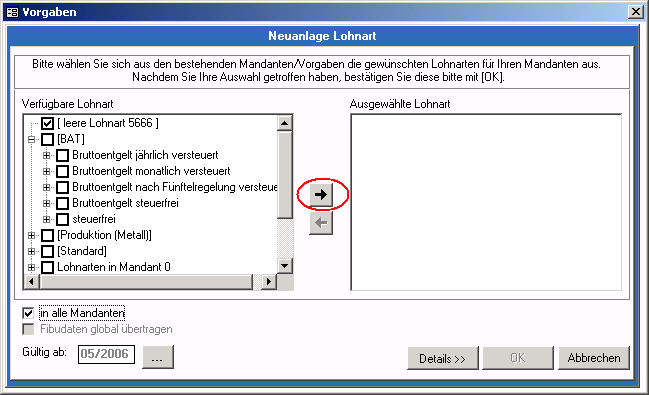 Vorgaben
Neuanlage Lohnart
Bitte wählen Sie sich aus den bestehenden Mandanten/Vorgaben die gewünschten Lohnarten für Ihren Mandanten aus.
Nachdem Sie Ihre Auswahl getroffen haben, bestätigen Sie diese bitte mit [OK].
Verfügbare Lohnart
Ausgewählte Lohnart
[ leere Lohnart 5666 ]
[BAT]
Bruttoentgelt jährlich versteuert
Bruttoentgelt monatlich versteuert
Bruttoentgelt nach Fünftelregelung versteue
Bruttoentgelt steuerfrei
steuerfrei
[Produktion (Metall)]
[Standard]
Lohnarten in Mandant 0
in alle Mandanten
Fibudaten global übertragen
Gültig ab: 05/2006 ...
Details >> OK Abbrechen